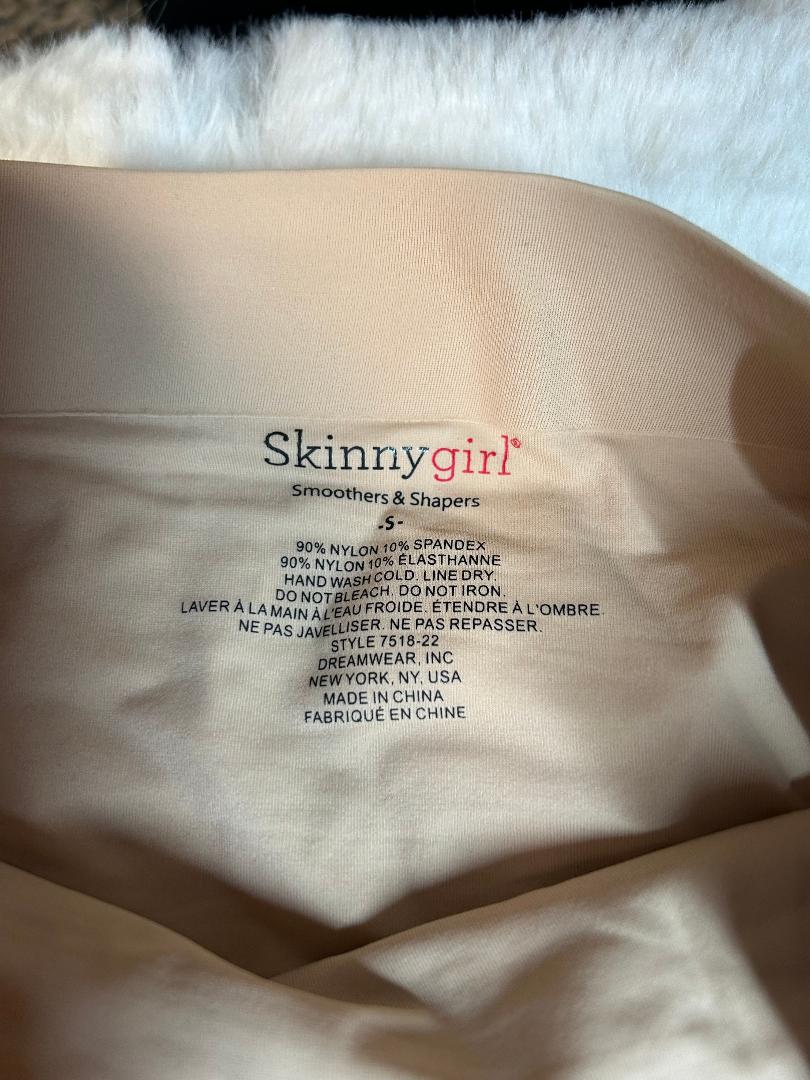 Skinnygirl®
Smoothers & Shapers
-S-
90% NYLON 10% SPANDEX
90% NYLON 10% ÉLASTHANNE
HAND WASH COLD. LINE DRY.
DO NOT BLEACH. DO NOT IRON.
LAVER À LA MAIN À L'EAU FROIDE. ÉTENDRE À L'OMBRE.
NE PAS JAVELLISER. NE PAS REPASSER.
STYLE 7518-22
DREAMWEAR, INC
NEW YORK, NY, USA
MADE IN CHINA
FABRIQUÉ EN CHINE